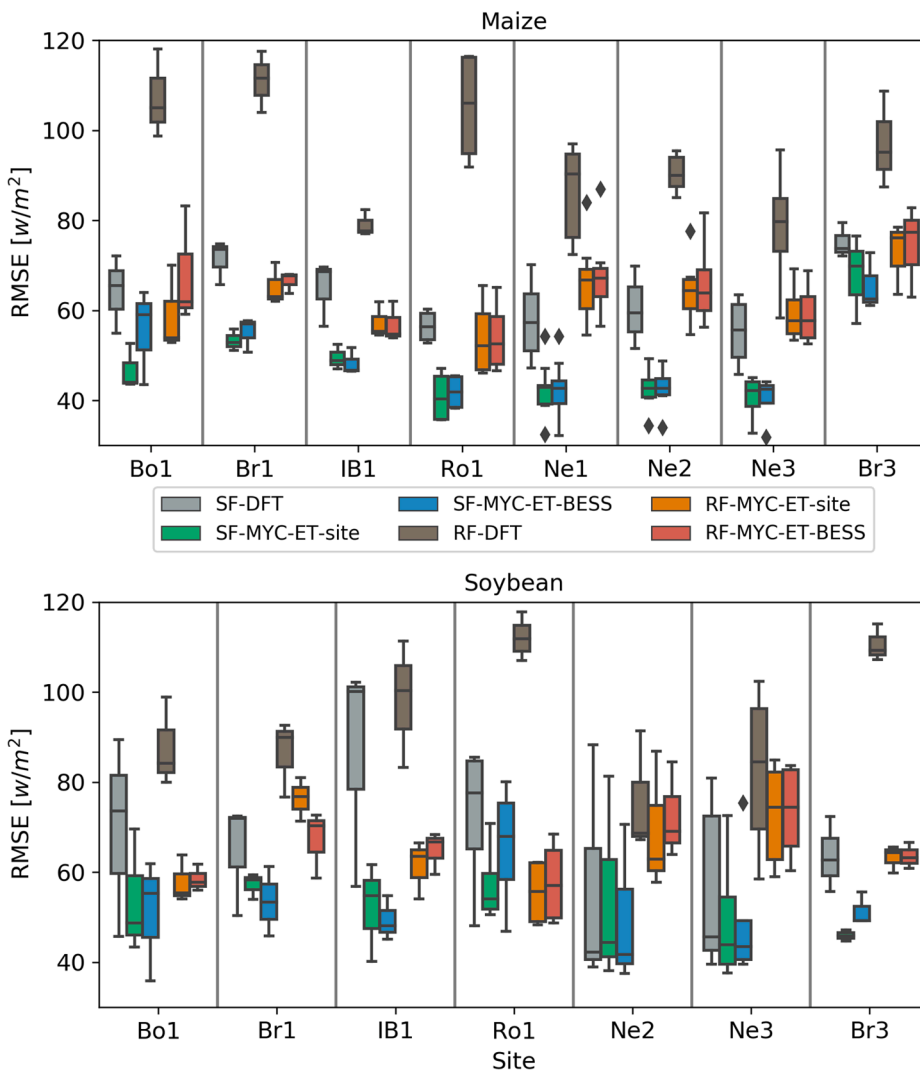 Maize
120
100
80
60
40
RMSE [w/m²]
Bo1 Br1 IB1 Ro1 Ne1 Ne2 Ne3 Br3
SF-DFT SF-MYC-ET-BESS RF-MYC-ET-site
SF-MYC-ET-site RF-DFT RF-MYC-ET-BESS
Soybean
120
100
80
60
40
RMSE [w/m²]
Bo1 Br1 IB1 Ro1 Ne2 Ne3 Br3
Site